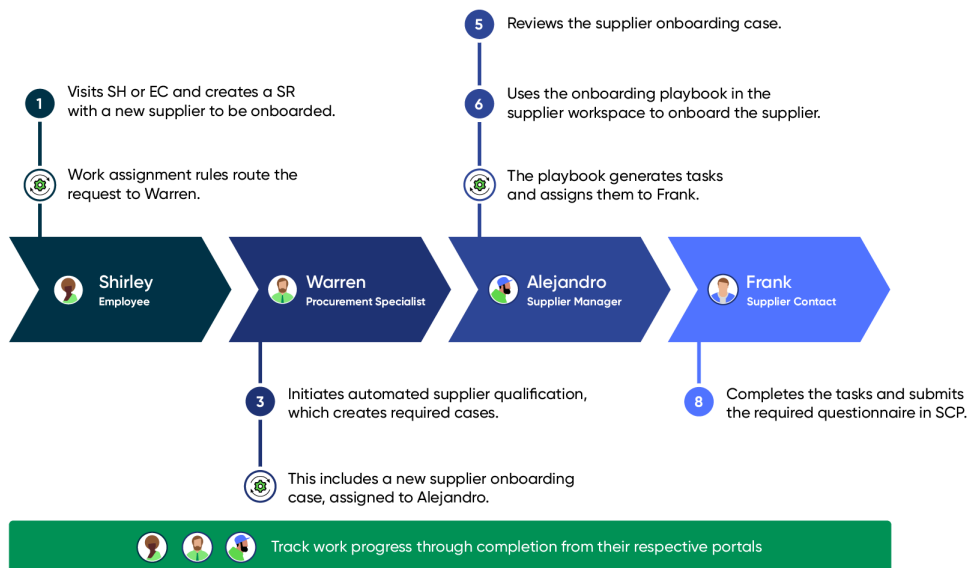 5
Reviews the supplier onboarding case.
1
Visits SH or EC and creates a SR
with a new supplier to be onboarded.
6
Uses the onboarding playbook in the
supplier workspace to onboard the supplier.
Work assignment rules route the
request to Warren.
The playbook generates tasks
and assigns them to Frank.
Shirley
Employee
Warren
Procurement Specialist
Alejandro
Supplier Manager
Frank
Supplier Contact
3
Initiates automated supplier qualification,
which creates required cases.
8
Completes the tasks and submits
the required questionnaire in SCP.
This includes a new supplier onboarding
case, assigned to Alejandro.
Track work progress through completion from their respective portals